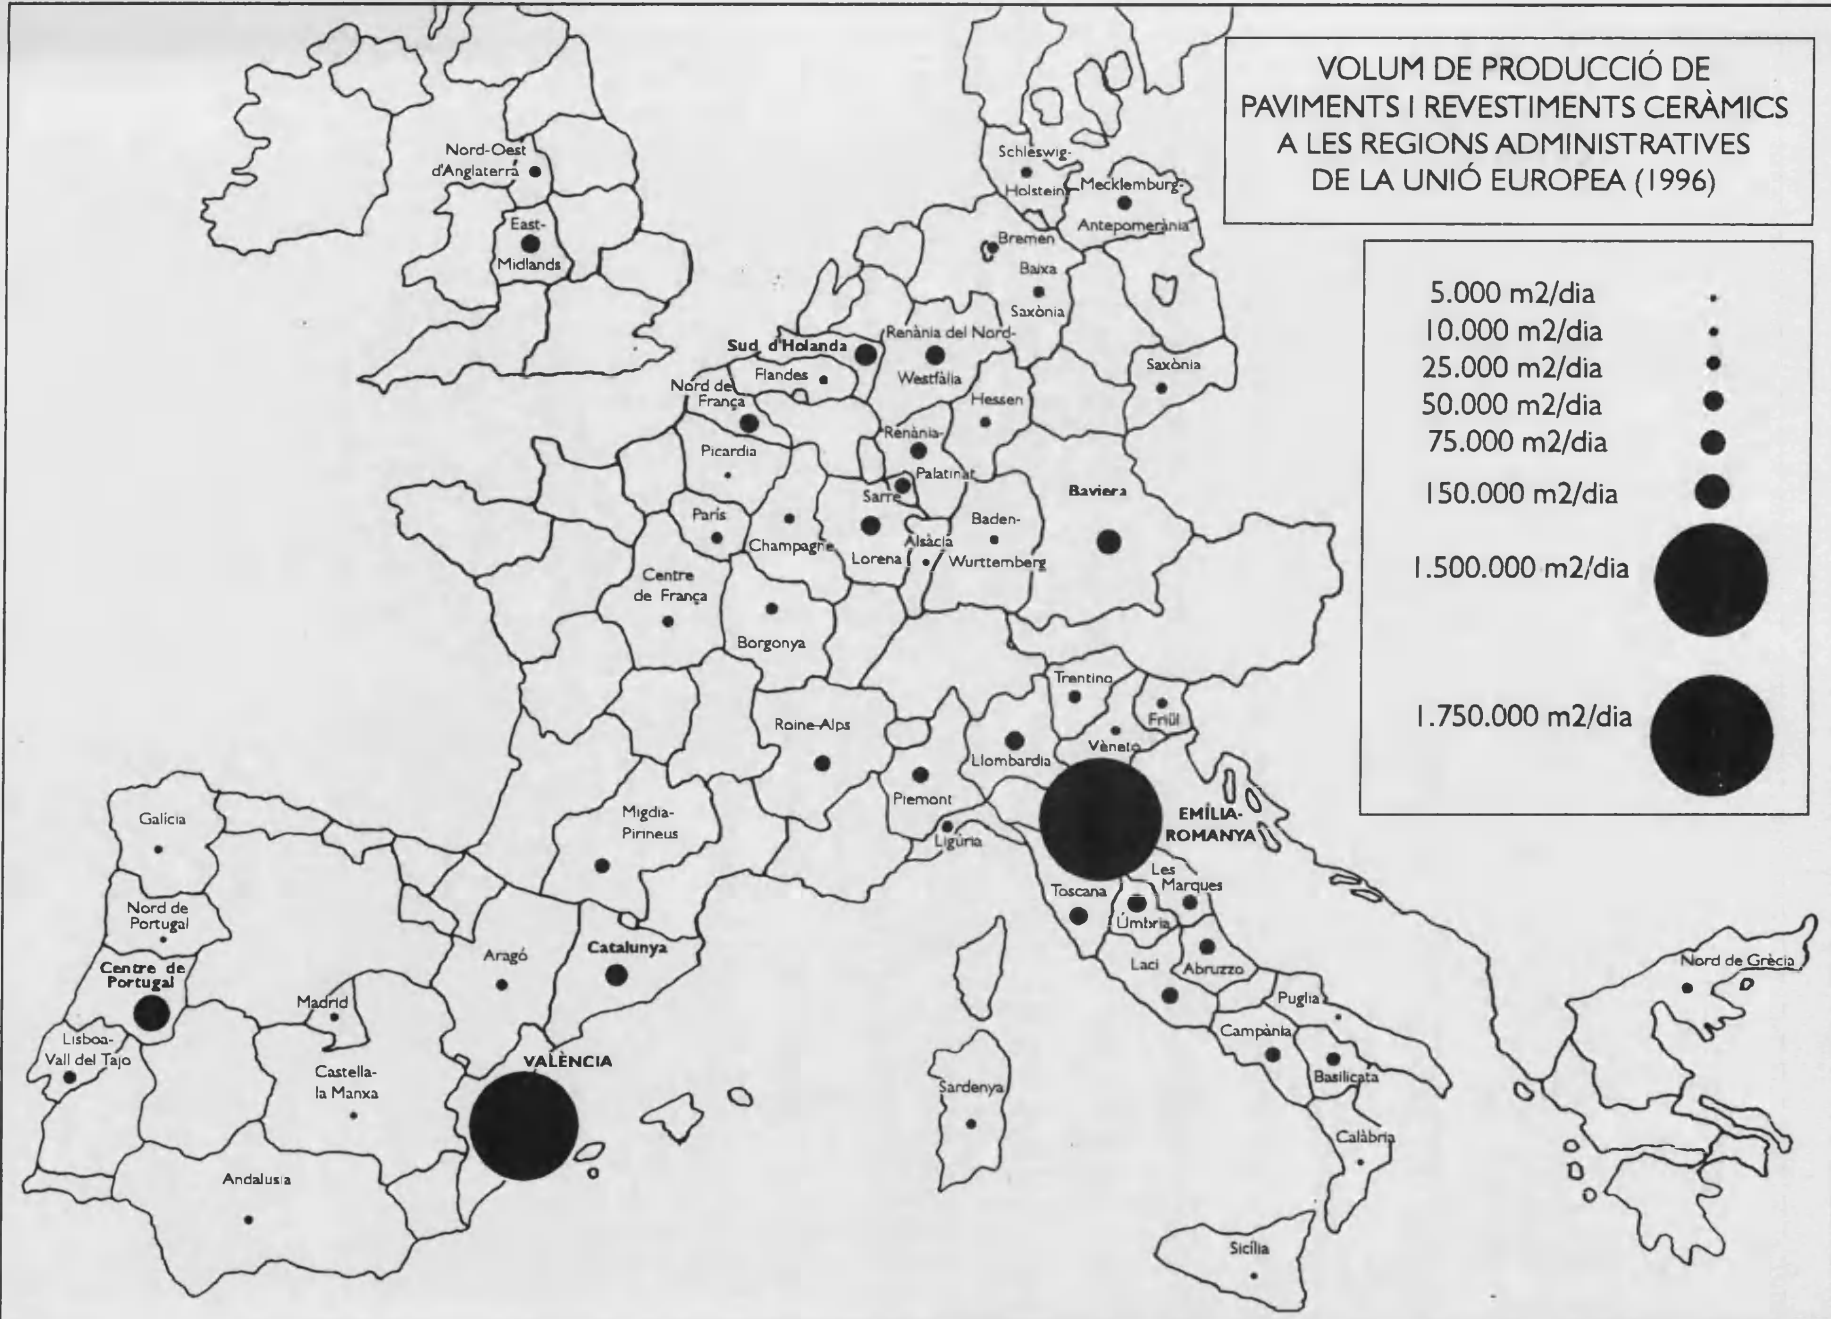 VOLUM DE PRODUCCIÓ DE
PAVIMENTS I REVESTIMENTS CERÀMICS
A LES REGIONS ADMINISTRATIVES
DE LA UNIÓ EUROPEA (1996)
5.000 m2/dia
10.000 m2/dia
25.000 m2/dia
50.000 m2/dia
75.000 m2/dia
150.000 m2/dia
1.500.000 m2/dia
1.750.000 m2/dia
Nord-Oest
d'Anglaterrá
East-
Midlands
Schleswig-
Holstein
Mecklemburg-
Antepomerània
Bremen
Baixa
Saxònia
Sud d'Holanda
Renània del Nord-
Westfàlia
Flandes
Nord de
França
Hessen
Saxònia
Picardia
Renània-
Palatinat
Sarre
Baviera
París
Champagne
Lorena
Alsàcia
Baden-
Wurttemberg
Centre
de França
Borgonya
Trentino
Friül
Vèneto
Roine-Alps
Llombardia
Piemont
Ligúria
EMÍLIA-
ROMANYA
Galícia
Migdia-
Pirineus
Nord de
Portugal
Toscana
Les
Marques
Úmbria
Centre de
Portugal
Aragó
Catalunya
Laci
Abruzzo
Nord de Grècia
Madrid
Puglia
Campània
Lisboa-
Vall del Tajo
VALÈNCIA
Castella-
la Manxa
Basilicata
Sardenya
Calàbria
Andalusia
Sicília